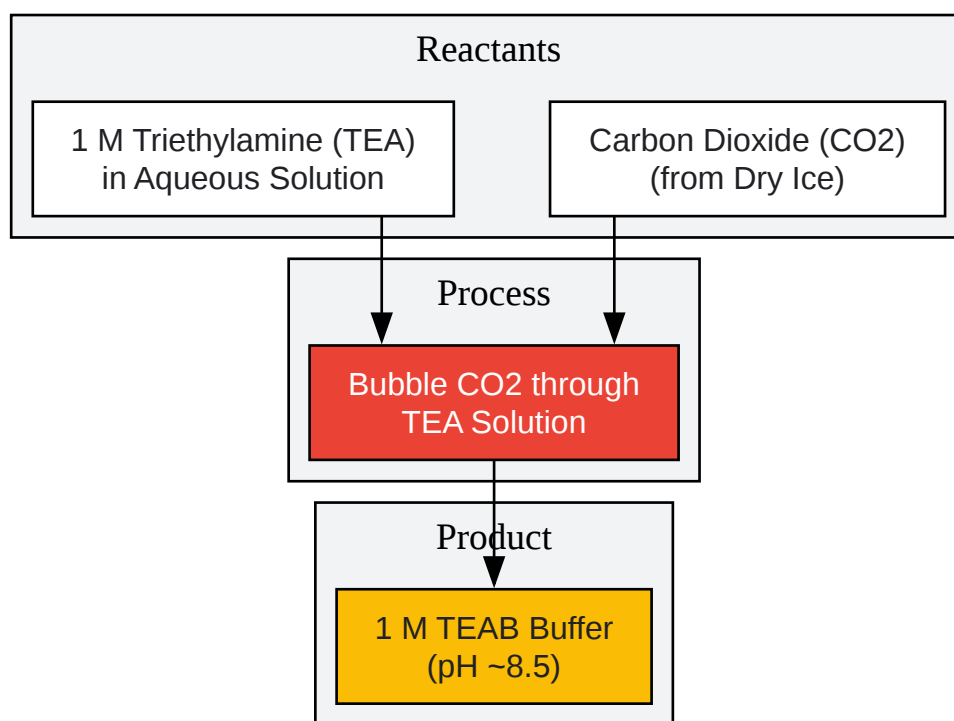 Reactants
1 M Triethylamine (TEA)
in Aqueous Solution
Carbon Dioxide (CO2)
(from Dry Ice)
Process
Bubble CO2 through
TEA Solution
Product
1 M TEAB Buffer
(pH ~8.5)